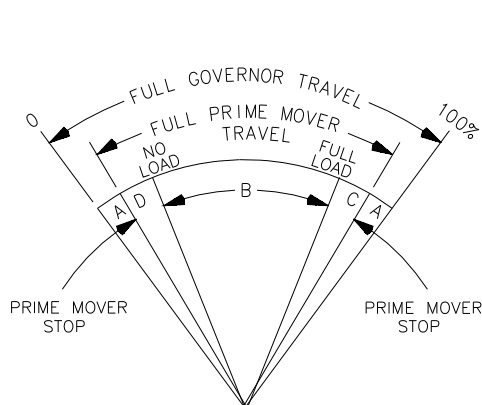 FULL GOVERNOR TRAVEL
0
100%
FULL PRIME MOVER
TRAVEL
NO
LOAD
FULL
LOAD
A
D
B
C
A
PRIME MOVER
STOP
PRIME MOVER
STOP